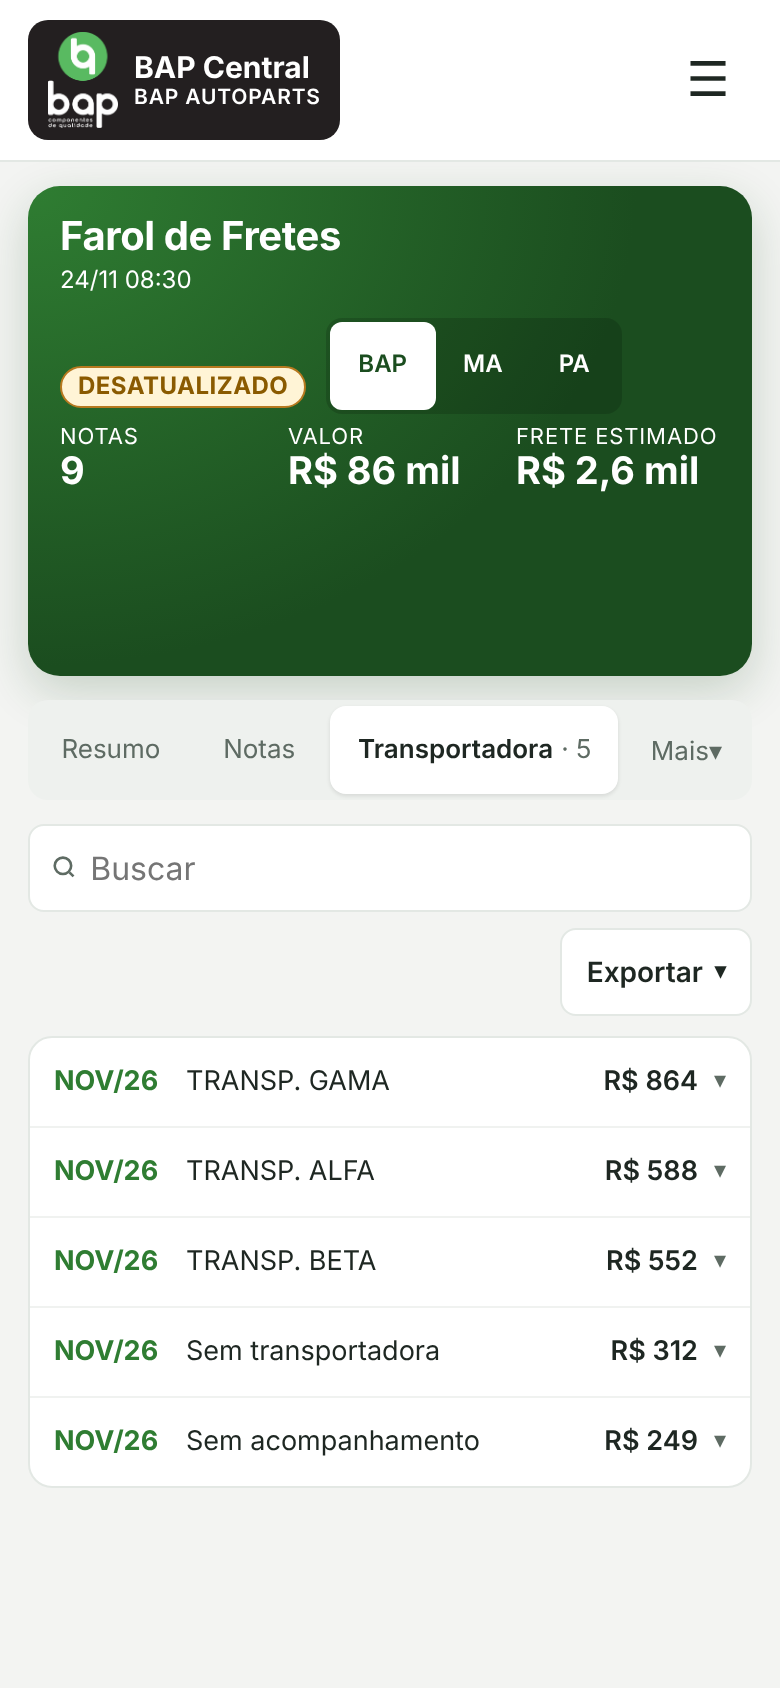 bap
componentes
de qualidade
BAP Central
BAP AUTOPARTS
Farol de Fretes
24/11 08:30
DESATUALIZADO
BAP MA PA
NOTAS VALOR FRETE ESTIMADO
9 R$ 86 mil R$ 2,6 mil
Resumo Notas Transportadora · 5 Mais▾
Buscar
Exportar ▾
NOV/26 TRANSP. GAMA R$ 864 ▾
NOV/26 TRANSP. ALFA R$ 588 ▾
NOV/26 TRANSP. BETA R$ 552 ▾
NOV/26 Sem transportadora R$ 312 ▾
NOV/26 Sem acompanhamento R$ 249 ▾